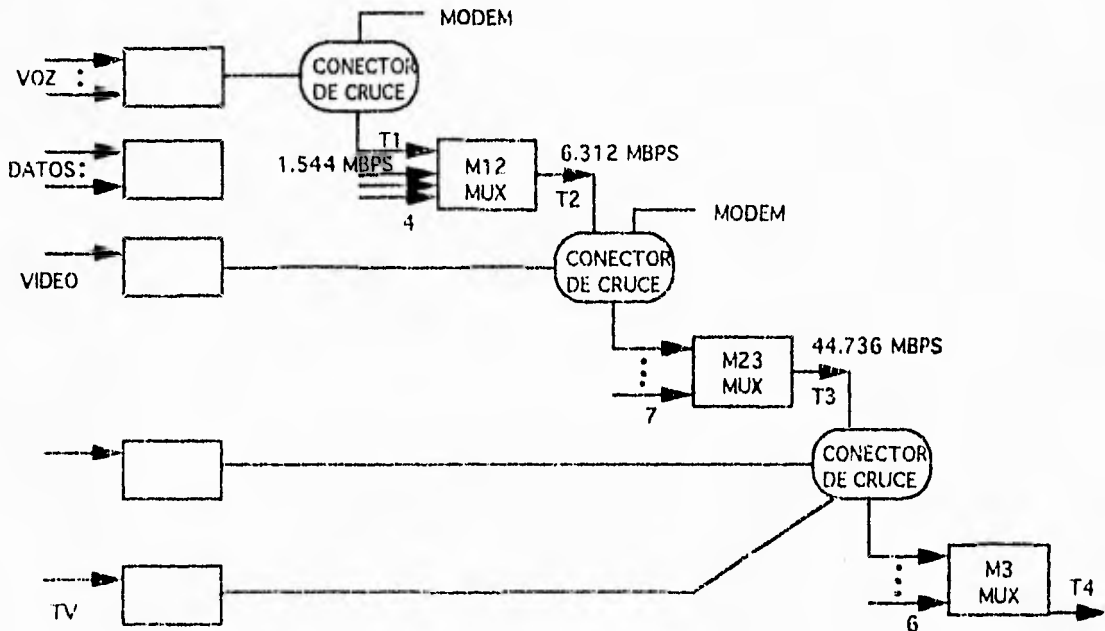 MODEM
VOZ :
CONECTOR
DE CRUCE
DATOS:
T1
1.544 MBPS
4
M12
MUX
6.312 MBPS
T2
MODEM
VIDEO
CONECTOR
DE CRUCE
7
M23
MUX
44.736 MBPS
T3
CONECTOR
DE CRUCE
TV
6
M3
MUX
T4